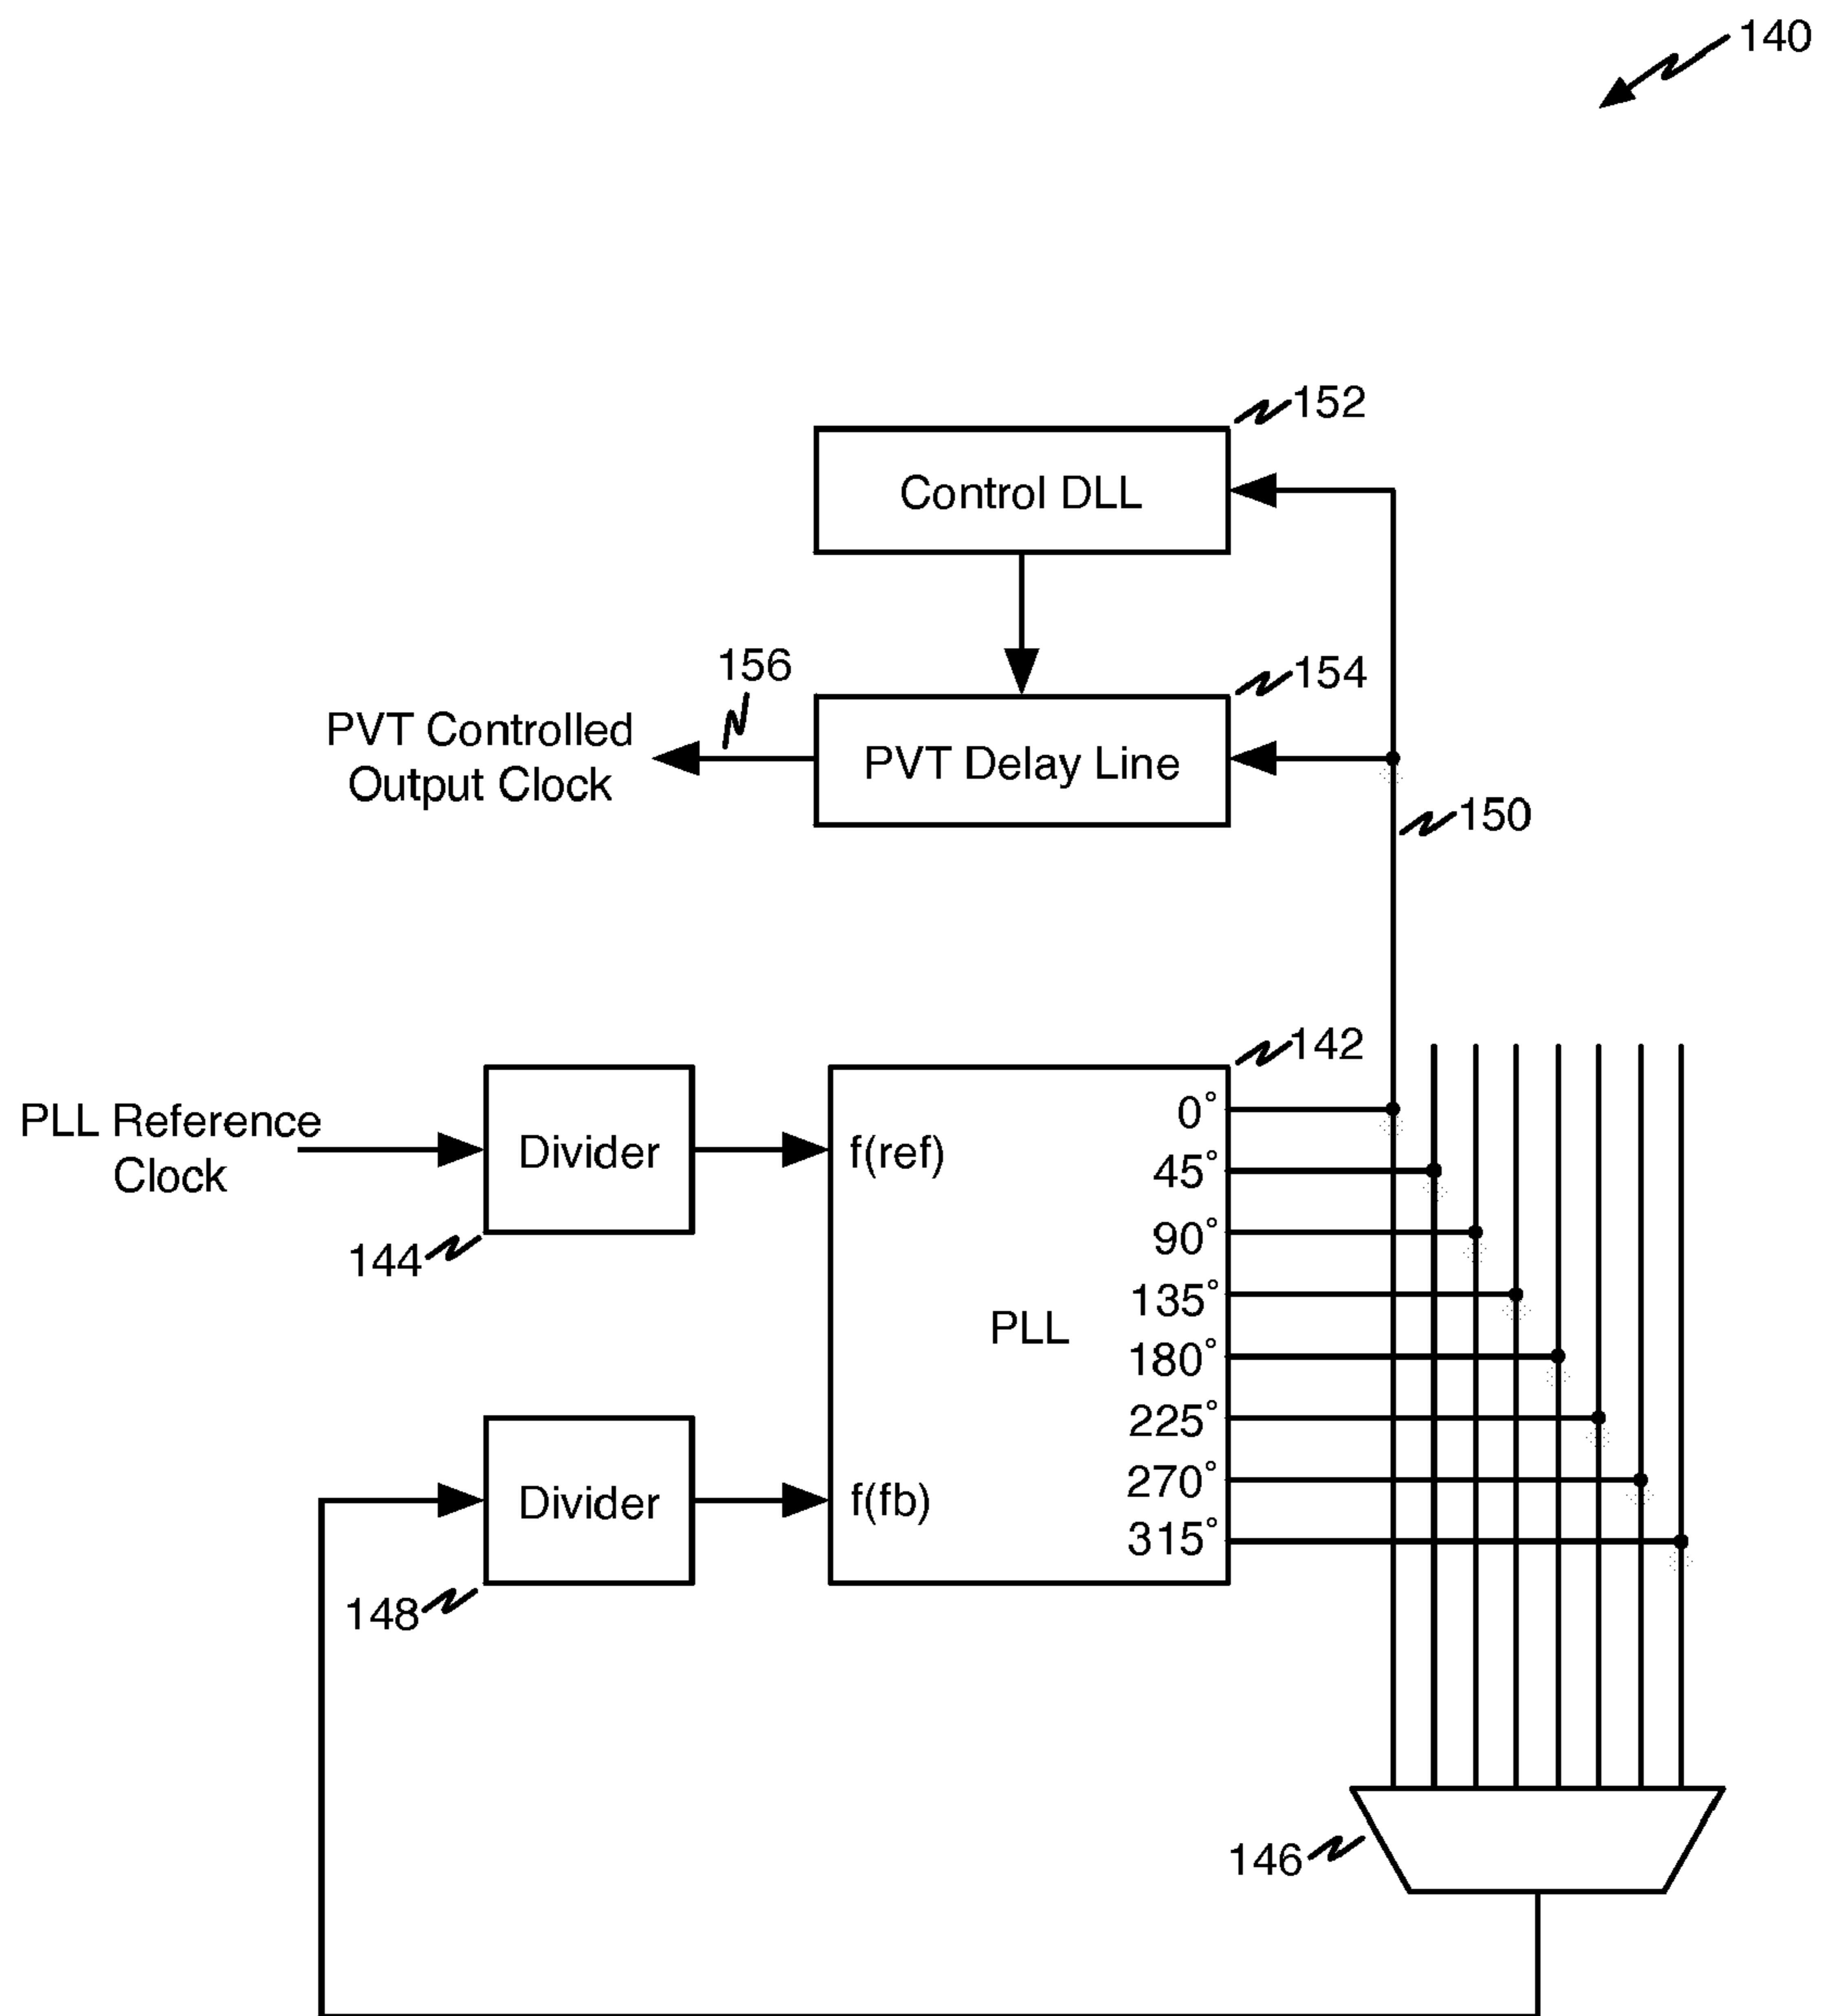 140
152
Control DLL
156
154
PVT Controlled
Output Clock
PVT Delay Line
150
142
PLL Reference
Clock
Divider
f(ref)
0°
45°
144
90°
135°
PLL
180°
225°
Divider
f(fb)
270°
315°
148
146